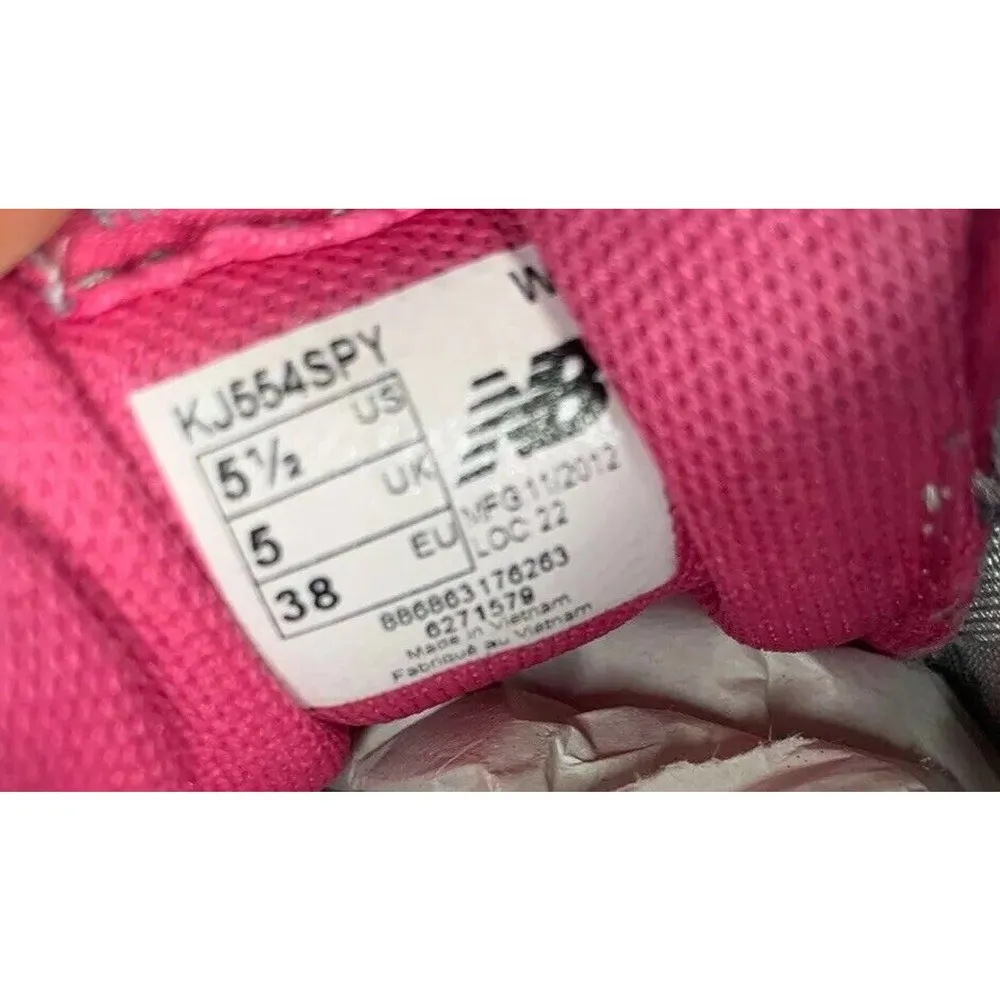 W
KJ554SPY
US
5½
UK
5
EU
38
NB
MFG 11/2012
LOC 22
886863176263
6271579
Made in Vietnam
Fabriqué au Vietnam